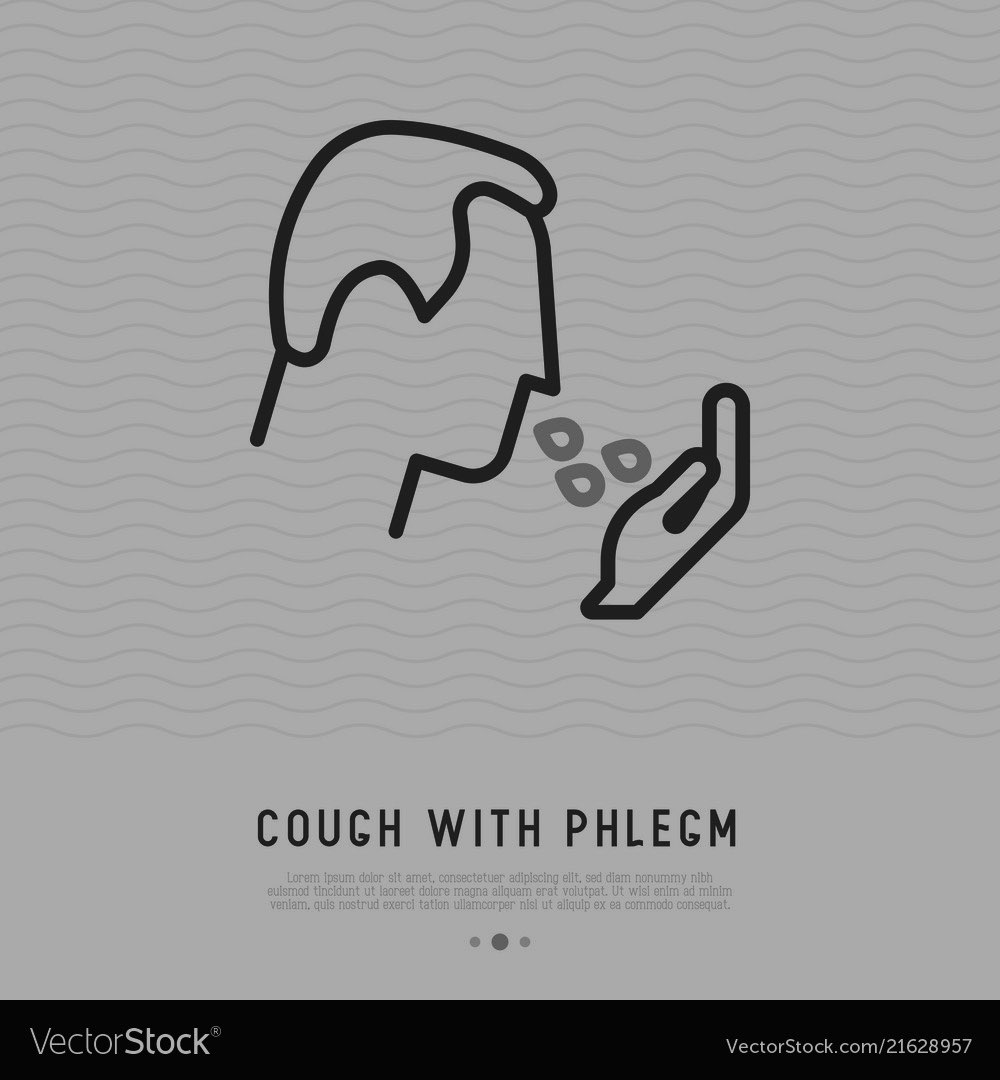 COUGH WITH PHLEGM
Lorem ipsum dolor sit amet, consectetuer adipiscing elit, sed diam nonummy nibh
euismod tincidunt ut laoreet dolore magna aliquam erat volutpat. Ut wisi enim ad minim
veniam, quis nostrud exerci tation ullamcorper nisl ut aliquip ex ea commodo consequat.
VectorStock®
VectorStock.com/21628957